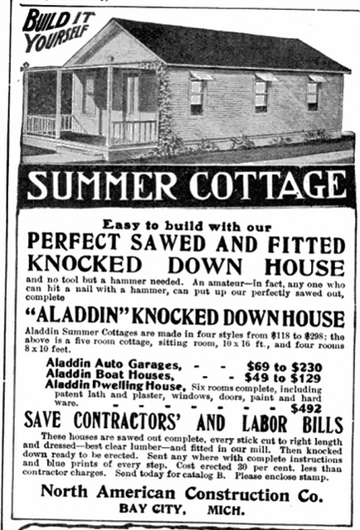 BUILD IT
YOURSELF
SUMMER COTTAGE
Easy to build with our
PERFECT SAWED AND FITTED
KNOCKED DOWN HOUSE
and no tool but a hammer needed. An amateur—in fact, any one who
can hit a nail with a hammer, can put up our perfectly sawed out,
complete
"ALADDIN" KNOCKED DOWN HOUSE
Aladdin Summer Cottages are made in four styles from $118 to $298; the
above is a five room cottage, sitting room, 10 x 16 ft., and four rooms
8 x 10 feet.
Aladdin Auto Garages, - - $69 to $230
Aladdin Boat Houses, - - $49 to $129
Aladdin Dwelling House, Six rooms complete, including
patent lath and plaster, windows, doors, paint and hard
ware. - - - - - - - $492
SAVE CONTRACTORS' AND LABOR BILLS
These houses are sawed out complete, every stick cut to right length
and dressed—best clear lumber—and fitted in our mill. Then knocked
down ready to be erected. Sent any where with complete instructions
and blue prints of every step. Cost erected 30 per cent. less than
contractor charges. Send today for catalog B. Please enclose stamp.
North American Construction Co.
BAY CITY, MICH.